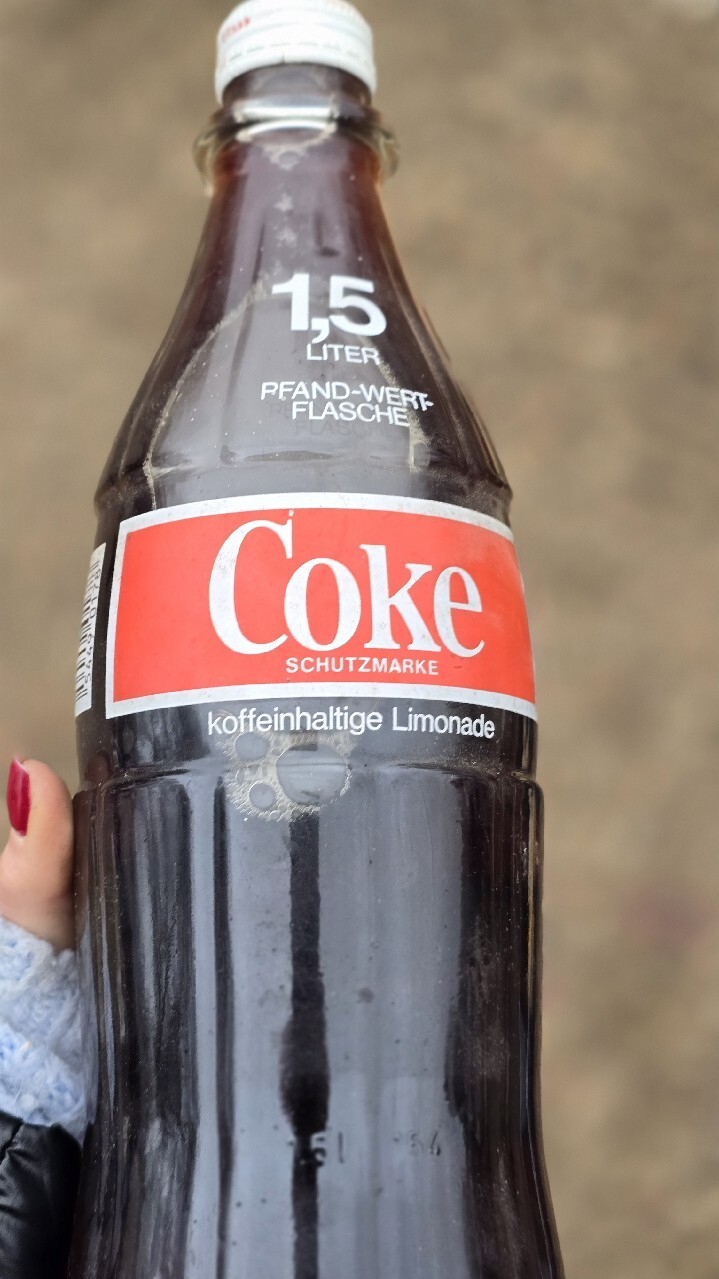 1,5
LITER
PFAND-WERT-
FLASCHE
Coke
SCHUTZMARKE
koffeinhaltige Limonade